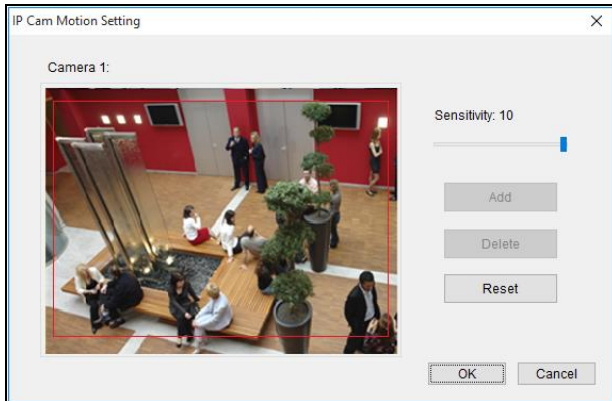 IP Cam Motion Setting
Camera 1:
Sensitivity: 10
Add
Delete
Reset
OK
Cancel